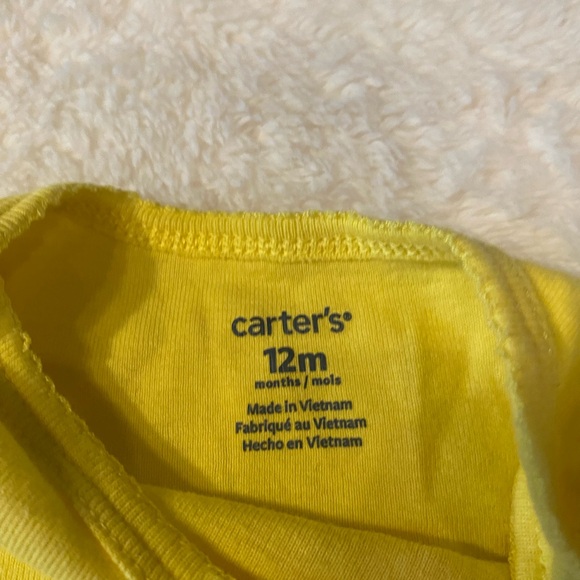 carter's®
12m
months / mois
Made in Vietnam
Fabriqué au Vietnam
Hecho en Vietnam